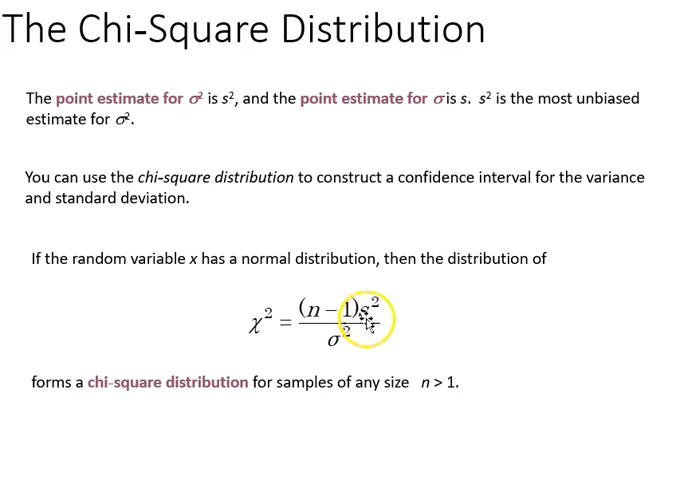 The Chi-Square Distribution
The point estimate for σ² is s², and the point estimate for σ is s. s² is the most unbiased
estimate for σ².
You can use the chi-square distribution to construct a confidence interval for the variance
and standard deviation.
If the random variable x has a normal distribution, then the distribution of
χ² = (n – 1)s² / σ²
forms a chi-square distribution for samples of any size n > 1.